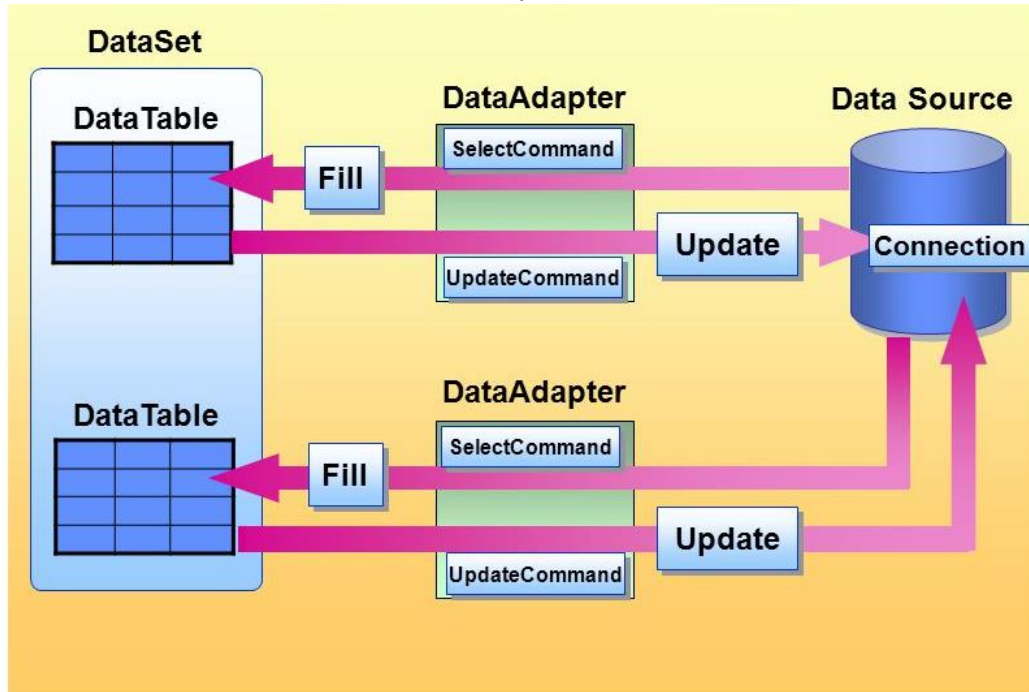 DataSet
DataTable
DataAdapter
Data Source
SelectCommand
Fill
Update
Connection
UpdateCommand
DataTable
DataAdapter
SelectCommand
Fill
Update
UpdateCommand